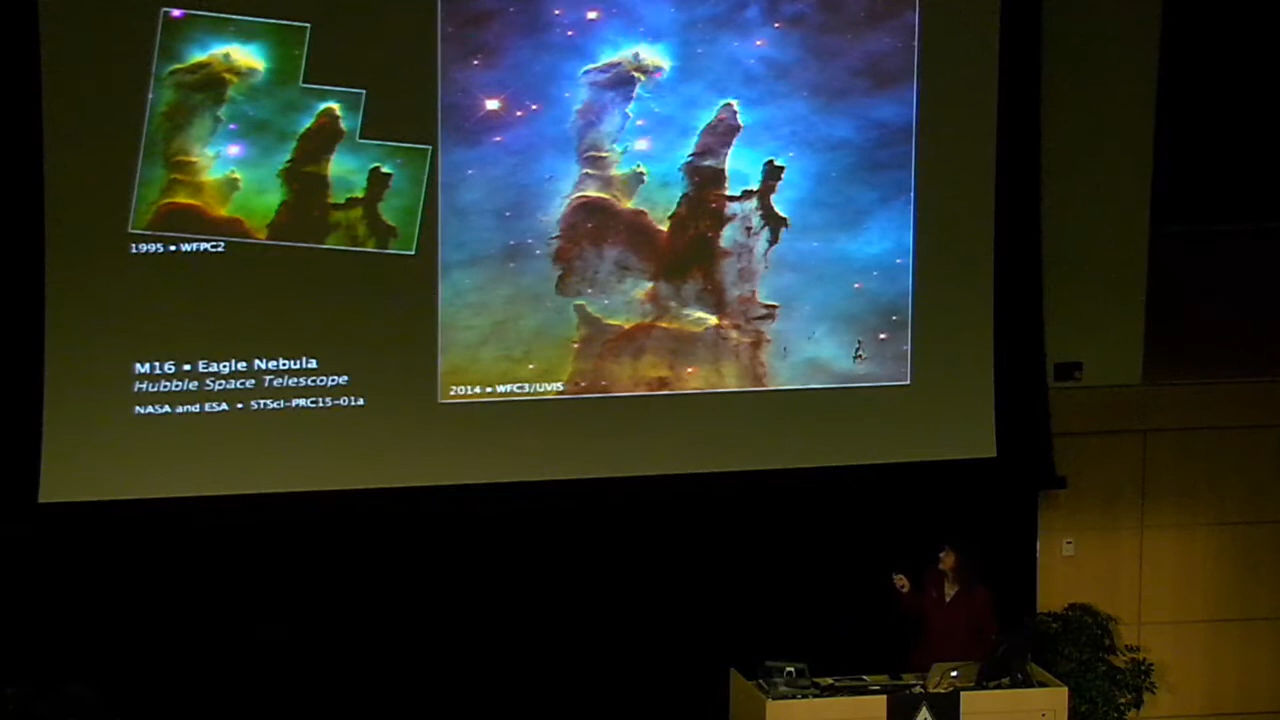 1995 • WFPC2
M16 • Eagle Nebula
Hubble Space Telescope
NASA and ESA • STScI-PRC15-01a
2014 • WFC3/UVIS